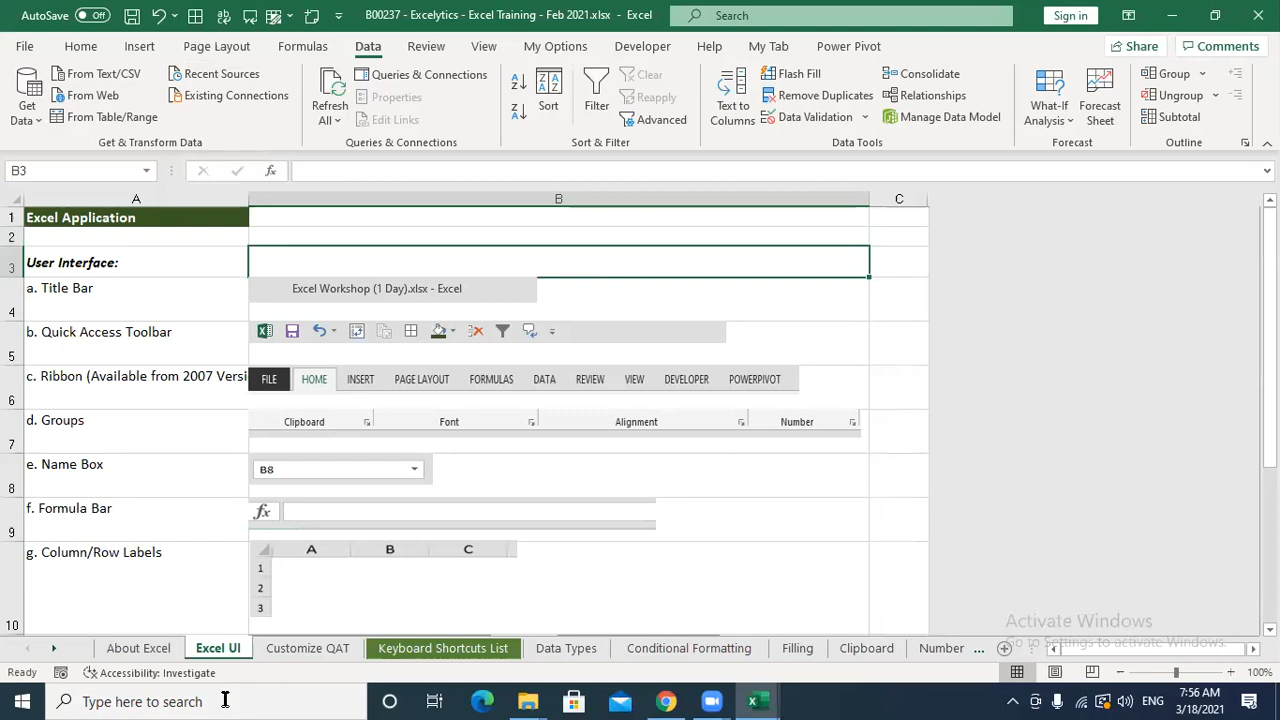 AutoSave Off B00237 - Excelytics - Excel Training - Feb 2021.xlsx - Excel Search Sign in
File Home Insert Page Layout Formulas Data Review View My Options Developer Help My Tab Power Pivot Share Comments
Get Data
From Text/CSV
From Web
From Table/Range
Recent Sources
Existing Connections
Get & Transform Data
Refresh All
Queries & Connections
Properties
Edit Links
Queries & Connections
Sort
Filter
Clear
Reapply
Advanced
Sort & Filter
Text to Columns
Flash Fill
Remove Duplicates
Data Validation
Consolidate
Relationships
Manage Data Model
Data Tools
What-If Analysis
Forecast Sheet
Forecast
Group
Ungroup
Subtotal
Outline
B3 fx
A B C
1 Excel Application
2
3 User Interface:
a. Title Bar Excel Workshop (1 Day).xlsx - Excel
4
b. Quick Access Toolbar
5
c. Ribbon (Available from 2007 Versi FILE HOME INSERT PAGE LAYOUT FORMULAS DATA REVIEW VIEW DEVELOPER POWERPIVOT
6
d. Groups Clipboard Font Alignment Number
7
e. Name Box B8
8
f. Formula Bar fx
9
g. Column/Row Labels A B C
1
2
3
10
Activate Windows
Go to Settings to activate Windows.
About Excel Excel UI Customize QAT Keyboard Shortcuts List Data Types Conditional Formatting Filling Clipboard Number ...
Ready Accessibility: Investigate 100%
Type here to search ENG 7:56 AM
3/18/2021